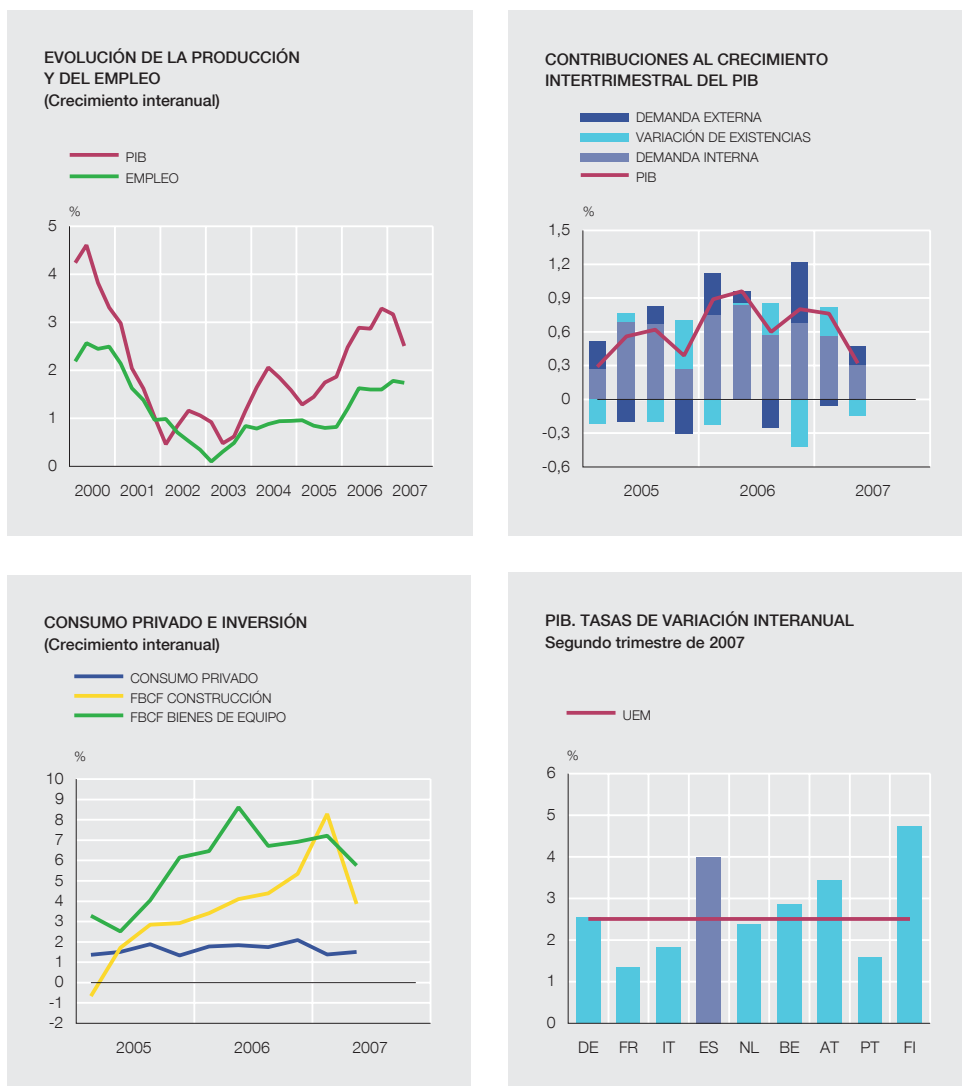 EVOLUCIÓN DE LA PRODUCCIÓN
Y DEL EMPLEO
(Crecimiento interanual)
PIB
EMPLEO
%
5
4
3
2
1
0
2000 2001 2002 2003 2004 2005 2006 2007
CONTRIBUCIONES AL CRECIMIENTO
INTERTRIMESTRAL DEL PIB
DEMANDA EXTERNA
VARIACIÓN DE EXISTENCIAS
DEMANDA INTERNA
PIB
%
1,5
1,2
0,9
0,6
0,3
0
-0,3
-0,6
2005 2006 2007
CONSUMO PRIVADO E INVERSIÓN
(Crecimiento interanual)
CONSUMO PRIVADO
FBCF CONSTRUCCIÓN
FBCF BIENES DE EQUIPO
%
10
9
8
7
6
5
4
3
2
1
0
-1
-2
2005 2006 2007
PIB. TASAS DE VARIACIÓN INTERANUAL
Segundo trimestre de 2007
UEM
%
6
5
4
3
2
1
0
DE FR IT ES NL BE AT PT FI